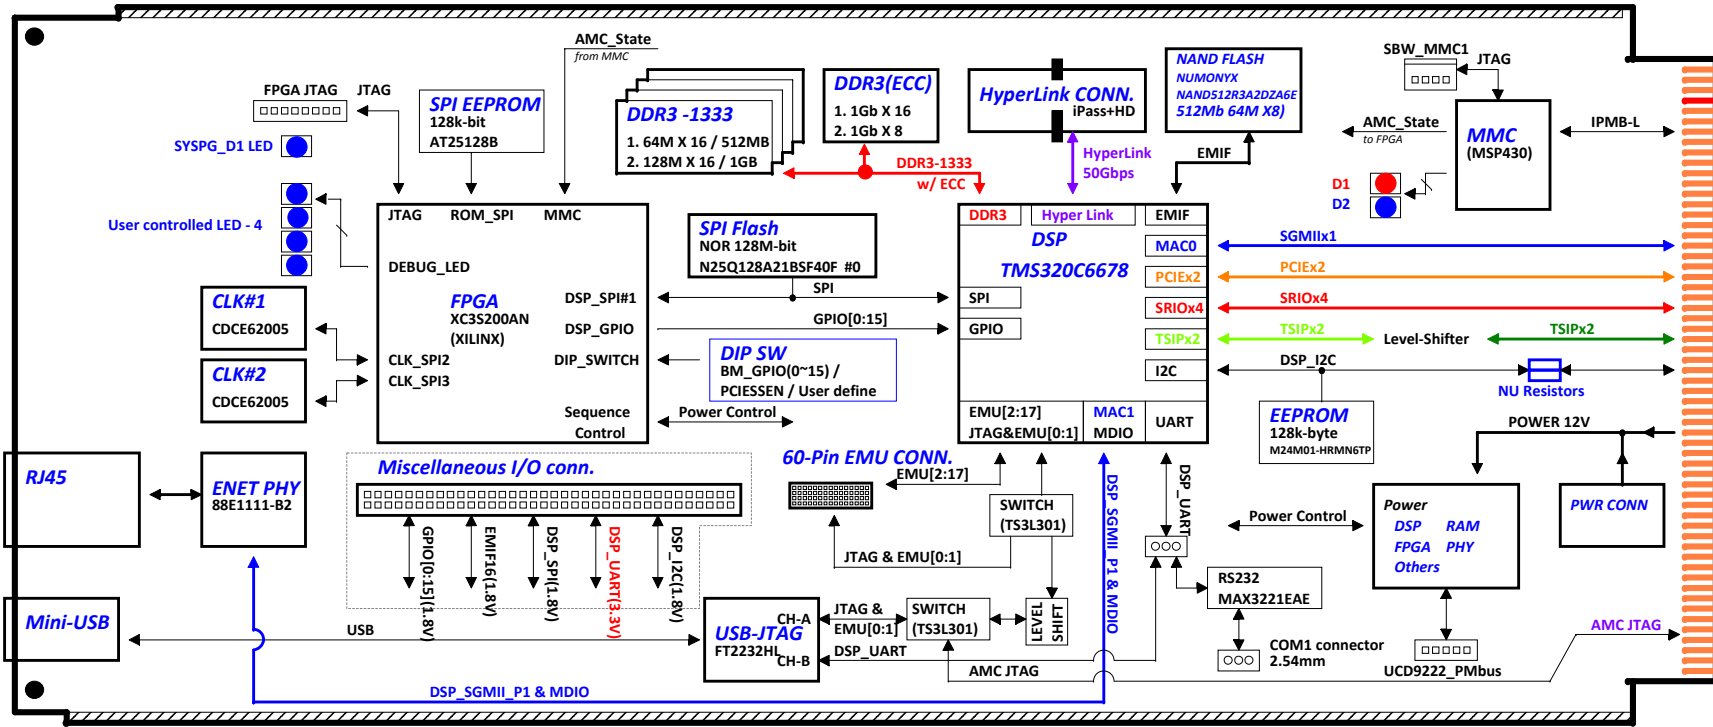 AMC_State
from MMC
FPGA JTAG
JTAG
SYSPG_D1 LED
User controlled LED - 4
SPI EEPROM
128k-bit
AT25128B
DDR3 -1333
1. 64M X 16 / 512MB
2. 128M X 16 / 1GB
DDR3(ECC)
1. 1Gb X 16
2. 1Gb X 8
DDR3-1333
w/ ECC
HyperLink CONN.
iPass+HD
HyperLink
50Gbps
NAND FLASH
NUMONYX
NAND512R3A2DZA6E
512Mb 64M X8)
EMIF
SBW_MMC1
JTAG
AMC_State
to FPGA
MMC
(MSP430)
IPMB-L
D1
D2
JTAG
ROM_SPI
MMC
DEBUG_LED
FPGA
XC3S200AN
(XILINX)
DSP_SPI#1
DSP_GPIO
DIP_SWITCH
CLK_SPI2
CLK_SPI3
Sequence
Control
CLK#1
CDCE62005
CLK#2
CDCE62005
SPI Flash
NOR 128M-bit
N25Q128A21BSF40F #0
SPI
GPIO[0:15]
DIP SW
BM_GPIO(0~15) /
PCIESSEN / User define
Power Control
DDR3
Hyper Link
EMIF
DSP
TMS320C6678
MAC0
PCIEx2
SRIOx4
TSIPx2
I2C
SPI
GPIO
EMU[2:17]
JTAG&EMU[0:1]
MAC1
MDIO
UART
SGMIIx1
PCIEx2
SRIOx4
TSIPx2
Level-Shifter
TSIPx2
DSP_I2C
NU Resistors
EEPROM
128k-byte
M24M01-HRMN6TP
POWER 12V
RJ45
ENET PHY
88E1111-B2
Miscellaneous I/O conn.
GPIO[0:15](1.8V)
EMIF16(1.8V)
DSP_SPI(1.8V)
DSP_UART(3.3V)
DSP_I2C(1.8V)
60-Pin EMU CONN.
EMU[2:17]
SWITCH
(TS3L301)
JTAG & EMU[0:1]
DSP_SGMII_P1 & MDIO
DSP_UART
Power Control
Power
DSP RAM
FPGA PHY
Others
PWR CONN
RS232
MAX3221EAE
COM1 connector
2.54mm
UCD9222_PMbus
AMC JTAG
Mini-USB
USB
USB-JTAG
FT2232HL
CH-A
CH-B
JTAG &
EMU[0:1]
SWITCH
(TS3L301)
LEVEL
SHIFT
DSP_UART
AMC JTAG
DSP_SGMII_P1 & MDIO